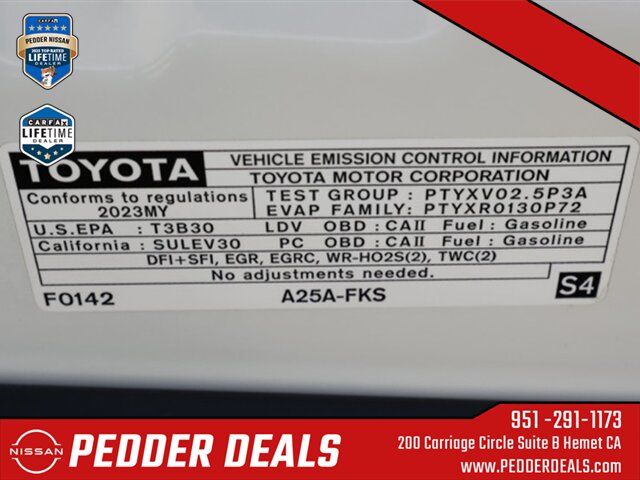 CARFAX
PEDDER NISSAN
2023 TOP-RATED
LIFETIME
DEALER
CARFAX
LIFETIME
DEALER
TOYOTA
VEHICLE EMISSION CONTROL INFORMATION
TOYOTA MOTOR CORPORATION
Conforms to regulations
2023MY
TEST GROUP : PTYXV02.5P3A
EVAP FAMILY: PTYXR0130P72
U.S.EPA : T3B30 LDV OBD : CAII Fuel : Gasoline
California : SULEV30 PC OBD : CAII Fuel : Gasoline
DFI+SFI, EGR, EGRC, WR-HO2S(2), TWC(2)
No adjustments needed.
F0142 A25A-FKS S4
NISSAN
PEDDER DEALS
951 -291-1173
200 Carriage Circle Suite B Hemet CA
www.PEDDERDEALS.com